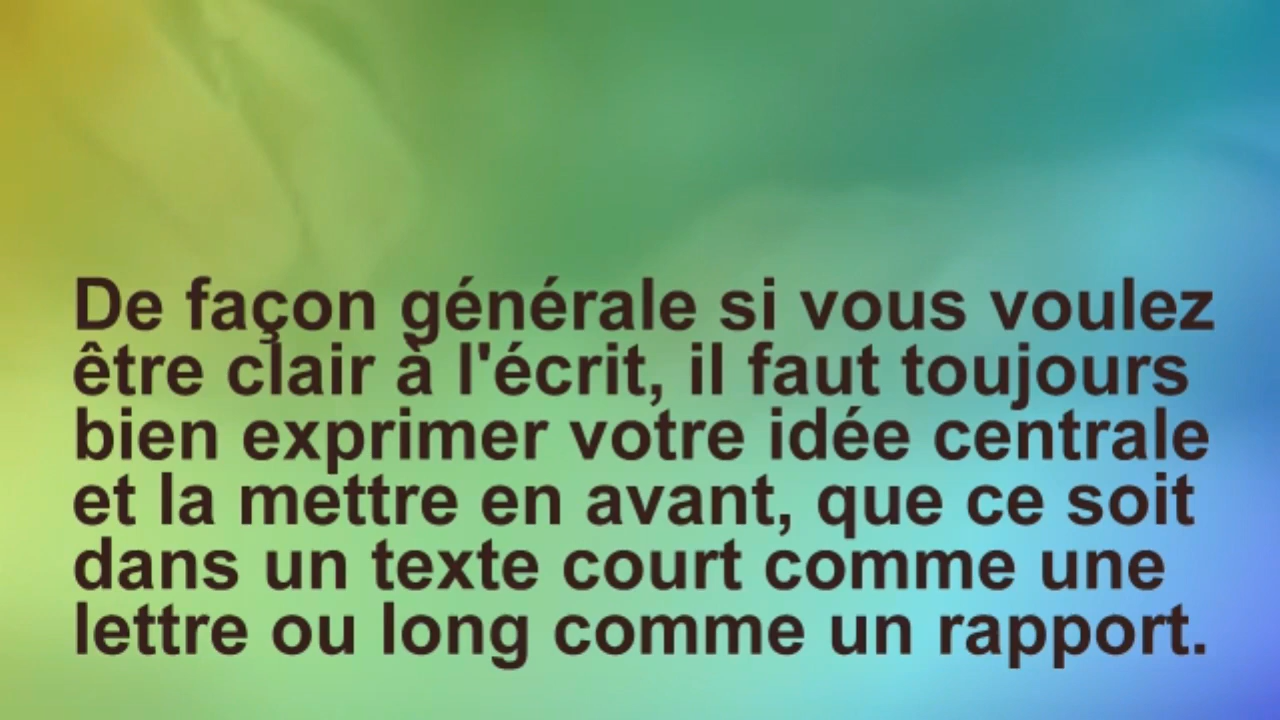 De façon générale si vous voulez
être clair à l'écrit, il faut toujours
bien exprimer votre idée centrale
et la mettre en avant, que ce soit
dans un texte court comme une
lettre ou long comme un rapport.